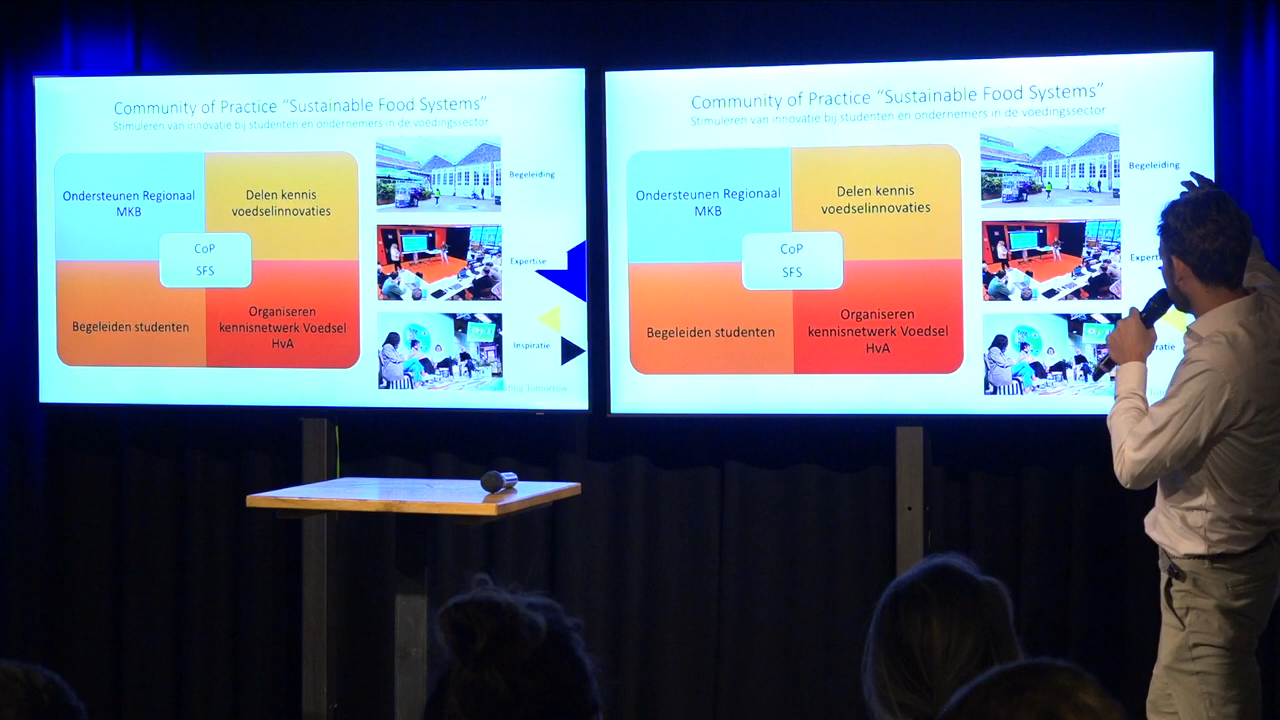 Community of Practice “Sustainable Food Systems”
Stimuleren van innovatie bij studenten en ondernemers in de voedingssector
Ondersteunen Regionaal
MKB
Delen kennis
voedselinnovaties
CoP
SFS
Begeleiden studenten
Organiseren
kennisnetwerk Voedsel
HvA
Begeleiding
Expertise
Inspiratie
Tomorrow
Community of Practice “Sustainable Food Systems”
Stimuleren van innovatie bij studenten en ondernemers in de voedingssector
Ondersteunen Regionaal
MKB
Delen kennis
voedselinnovaties
CoP
SFS
Begeleiden studenten
Organiseren
kennisnetwerk Voedsel
HvA
Begeleiding